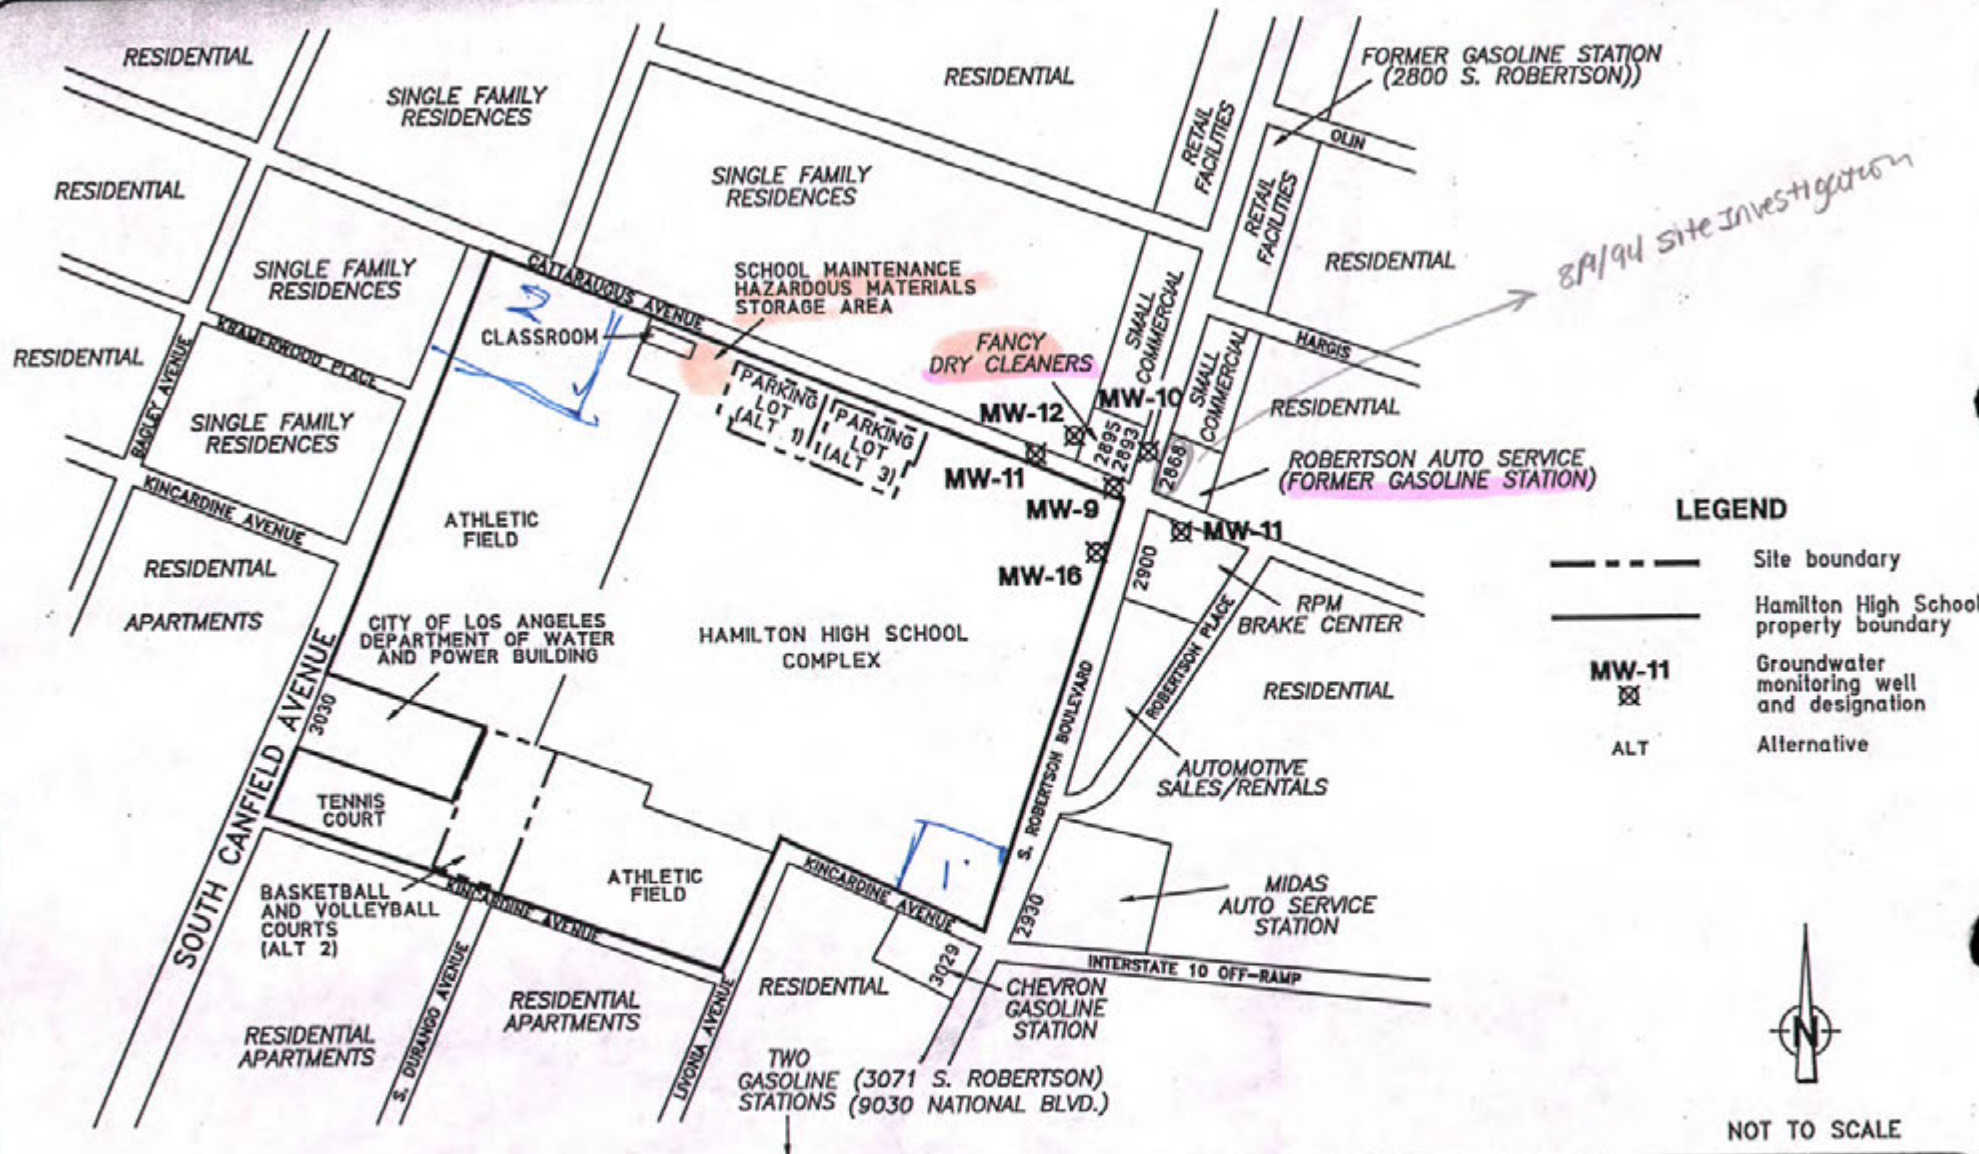 RESIDENTIAL
SINGLE FAMILY
RESIDENCES
RESIDENTIAL
FORMER GASOLINE STATION
(2800 S. ROBERTSON))
RETAIL
FACILITIES
OLIN
RESIDENTIAL
SINGLE FAMILY
RESIDENCES
RETAIL
FACILITIES
8/9/94 Site Investigation
RESIDENTIAL
SINGLE FAMILY
RESIDENCES
CATTARAUGUS AVENUE
2
SCHOOL MAINTENANCE
HAZARDOUS MATERIALS
STORAGE AREA
CLASSROOM
SMALL
COMMERCIAL
FANCY
DRY CLEANERS
SMALL
COMMERCIAL
HARGIS
RESIDENTIAL
KRAMERWOOD PLACE
BAGLEY AVENUE
RESIDENTIAL
PARKING
LOT
(ALT 1)
PARKING
LOT
(ALT 3)
MW-12
MW-10
2895
2893
2868
SINGLE FAMILY
RESIDENCES
MW-11
MW-9
ROBERTSON AUTO SERVICE
(FORMER GASOLINE STATION)
KINCARDINE AVENUE
ATHLETIC
FIELD
MW-11
MW-16
2900
RESIDENTIAL
APARTMENTS
RPM
BRAKE CENTER
CITY OF LOS ANGELES
DEPARTMENT OF WATER
AND POWER BUILDING
HAMILTON HIGH SCHOOL
COMPLEX
ROBERTSON PLACE
RESIDENTIAL
SOUTH CANFIELD AVENUE
3030
S. ROBERTSON BOULEVARD
AUTOMOTIVE
SALES/RENTALS
TENNIS
COURT
1
BASKETBALL
AND VOLLEYBALL
COURTS
(ALT 2)
KINCARDINE AVENUE
ATHLETIC
FIELD
KINCARDINE AVENUE
2930
MIDAS
AUTO SERVICE
STATION
3029
INTERSTATE 10 OFF-RAMP
RESIDENTIAL
APARTMENTS
S. DURANGO AVENUE
RESIDENTIAL
APARTMENTS
LIVONIA AVENUE
RESIDENTIAL
CHEVRON
GASOLINE
STATION
TWO
GASOLINE (3071 S. ROBERTSON)
STATIONS (9030 NATIONAL BLVD.)
LEGEND
Site boundary
Hamilton High School
property boundary
MW-11
Groundwater
monitoring well
and designation
ALT
Alternative
N
NOT TO SCALE